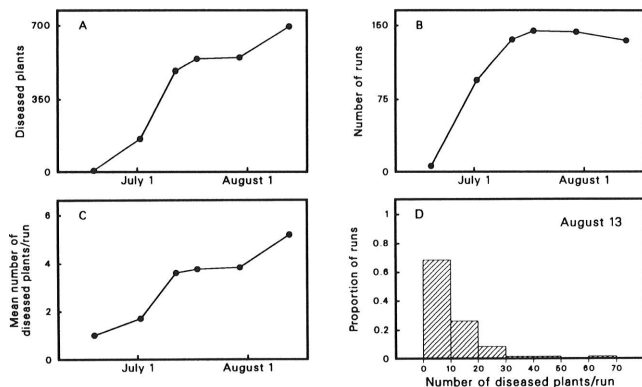 A
Diseased plants
700
350
0
July 1
August 1
B
Number of runs
150
75
0
July 1
August 1
C
Mean number of
diseased plants/run
6
4
2
0
July 1
August 1
D
August 13
Proportion of runs
1
0.8
0.6
0.4
0.2
0
0 10 20 30 40 50 60 70
Number of diseased plants/run